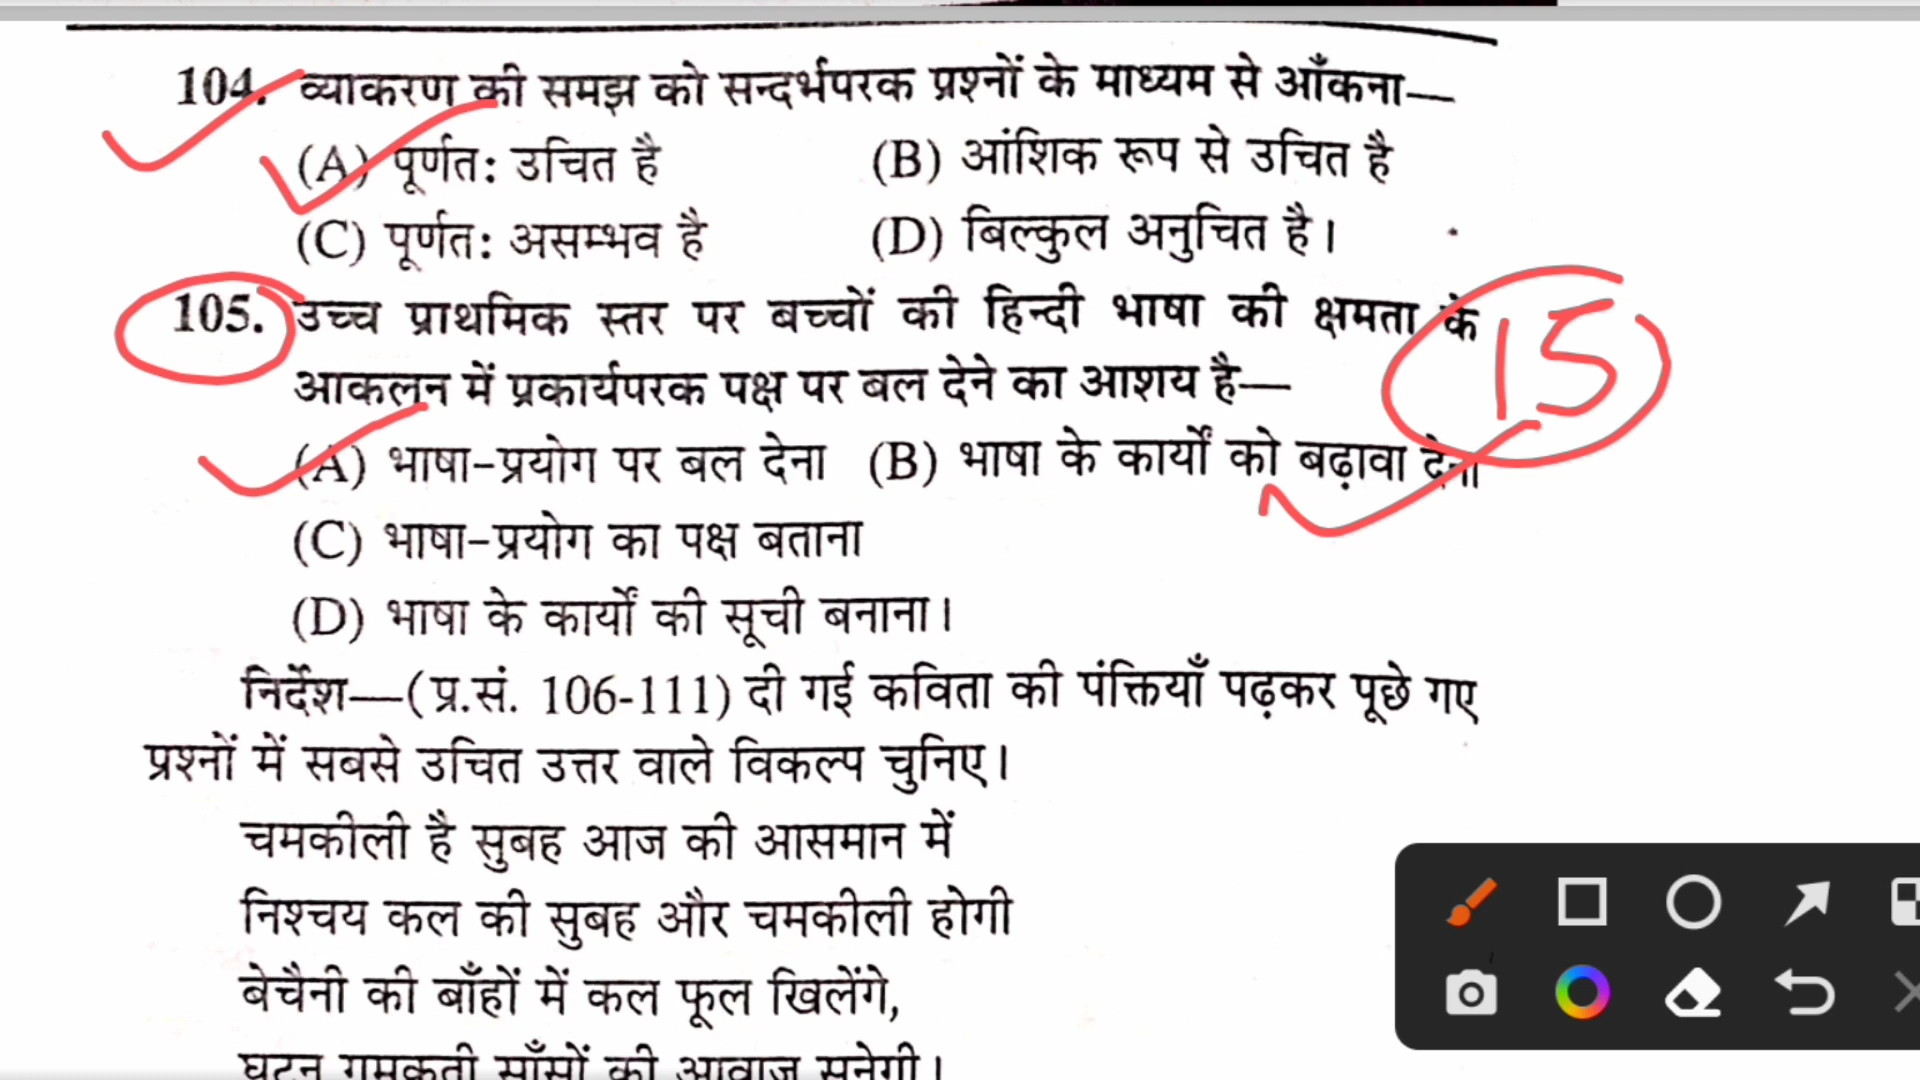 104. व्याकरण की समझ को सन्दर्भपरक प्रश्नों के माध्यम से आँकना—
(A) पूर्णत: उचित है (B) आंशिक रूप से उचित है
(C) पूर्णत: असम्भव है (D) बिल्कुल अनुचित है।
105. उच्च प्राथमिक स्तर पर बच्चों की हिन्दी भाषा की क्षमता के
15
आकलन में प्रकार्यपरक पक्ष पर बल देने का आशय है—
(A) भाषा-प्रयोग पर बल देना (B) भाषा के कार्यों को बढ़ावा देना
(C) भाषा-प्रयोग का पक्ष बताना
(D) भाषा के कार्यों की सूची बनाना।
निर्देश—(प्र.सं. 106-111) दी गई कविता की पंक्तियाँ पढ़कर पूछे गए
प्रश्नों में सबसे उचित उत्तर वाले विकल्प चुनिए।
चमकीली है सुबह आज की आसमान में
निश्चय कल की सुबह और चमकीली होगी
बेचैनी की बाँहों में कल फूल खिलेंगे,
घुटन गमकती साँसों की आवाज सुनेगी।